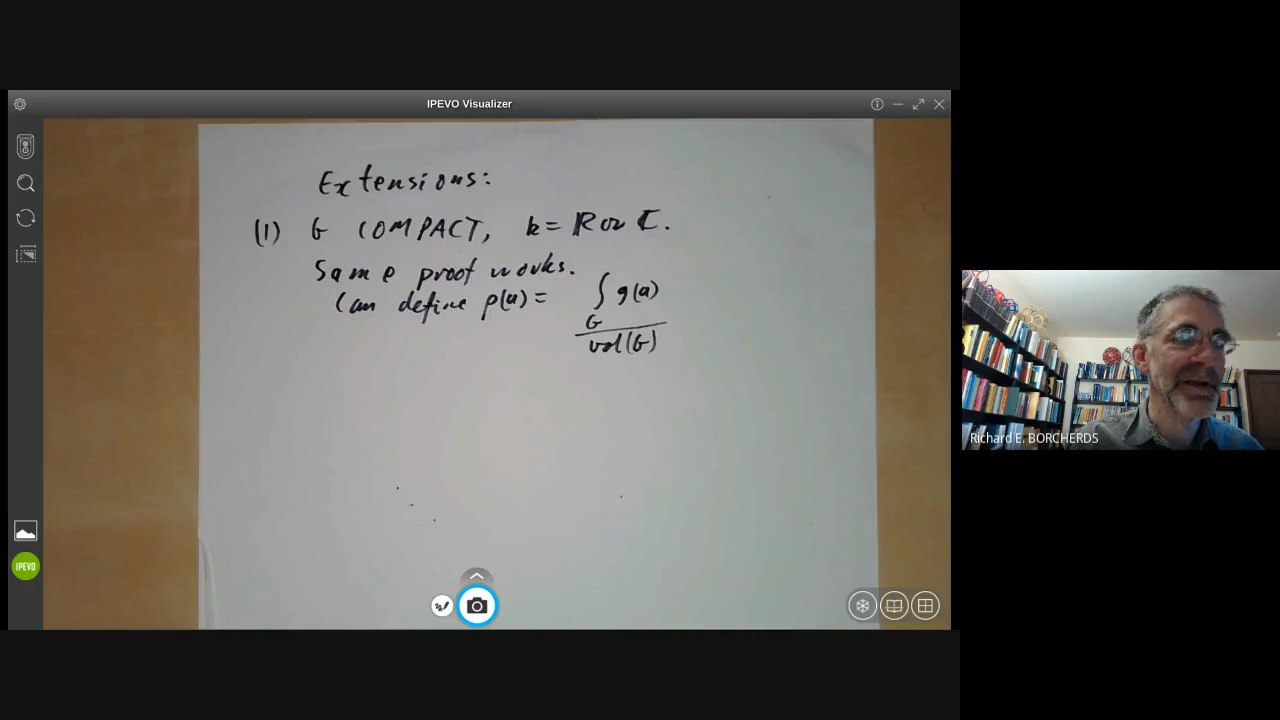 IPEVO Visualizer
Extensions:
(1) G COMPACT, k = ℝ or ℂ.
Same proof works.
Can define ρ(a) = ∫_G g(a) / vol(G)
Richard E. BORCHERDS
IPEVO